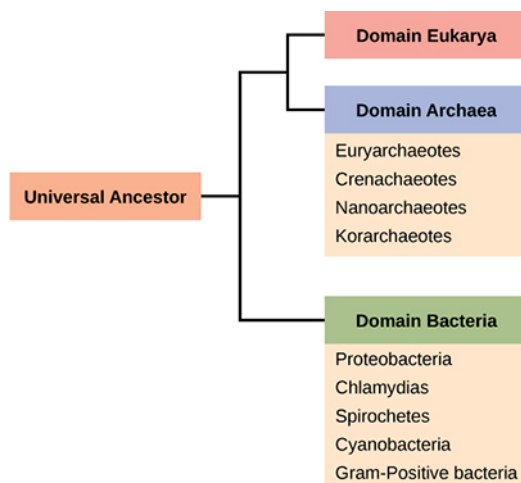 Domain Eukarya
Domain Archaea
Euryarchaeotes
Crenachaeotes
Nanoarchaeotes
Korarchaeotes
Universal Ancestor
Domain Bacteria
Proteobacteria
Chlamydias
Spirochetes
Cyanobacteria
Gram-Positive bacteria